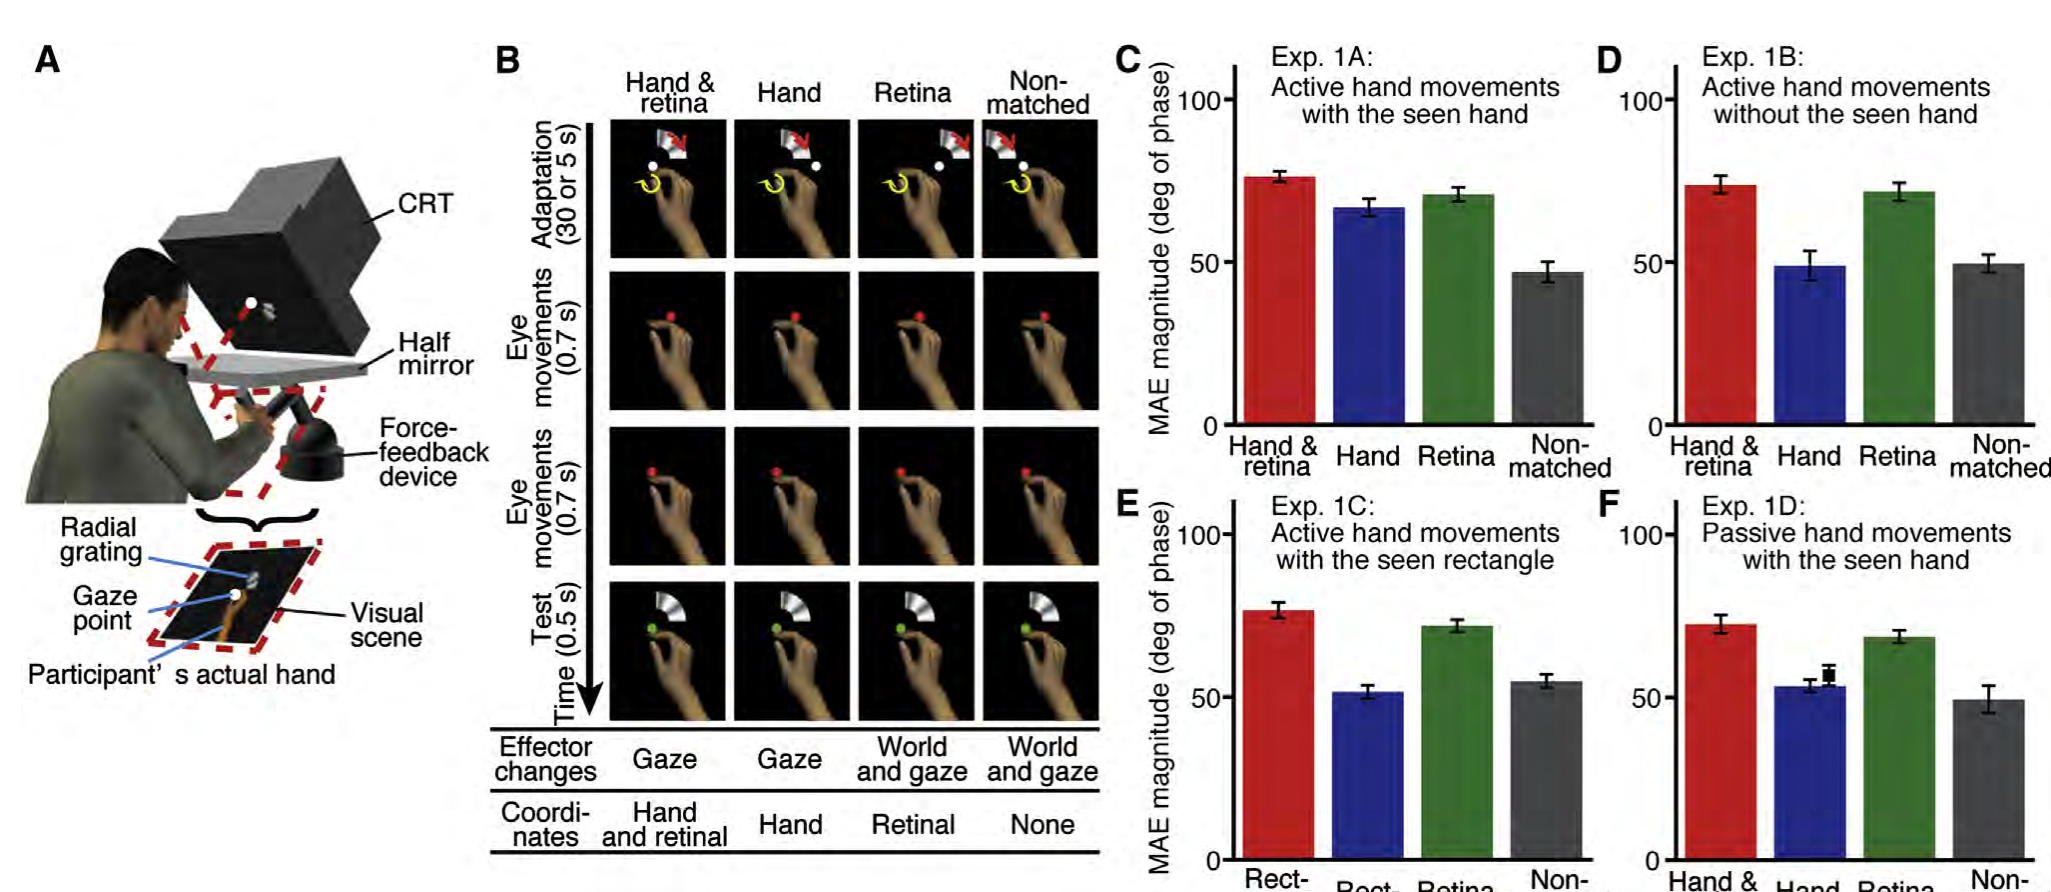 A
CRT
Half
mirror
Force-
feedback
device
Radial
grating
Gaze
point
Visual
scene
Participant' s actual hand
B
Hand &
retina
Hand
Retina
Non-
matched
Adaptation
(30 or 5 s)
Eye
movements
(0.7 s)
Eye
movements
(0.7 s)
Test
(0.5 s)
Time
Effector
changes
Gaze
Gaze
World
and gaze
World
and gaze
Coordi-
nates
Hand
and retinal
Hand
Retinal
None
C
Exp. 1A:
Active hand movements
with the seen hand
MAE magnitude (deg of phase)
100
50
0
Hand &
retina
Hand
Retina
Non-
matched
D
Exp. 1B:
Active hand movements
without the seen hand
100
50
0
Hand &
retina
Hand
Retina
Non-
matched
E
Exp. 1C:
Active hand movements
with the seen rectangle
MAE magnitude (deg of phase)
100
50
0
Rect-
Rect-
Retina
Non-
F
Exp. 1D:
Passive hand movements
with the seen hand
100
50
0
Hand &
Hand
Retina
Non-